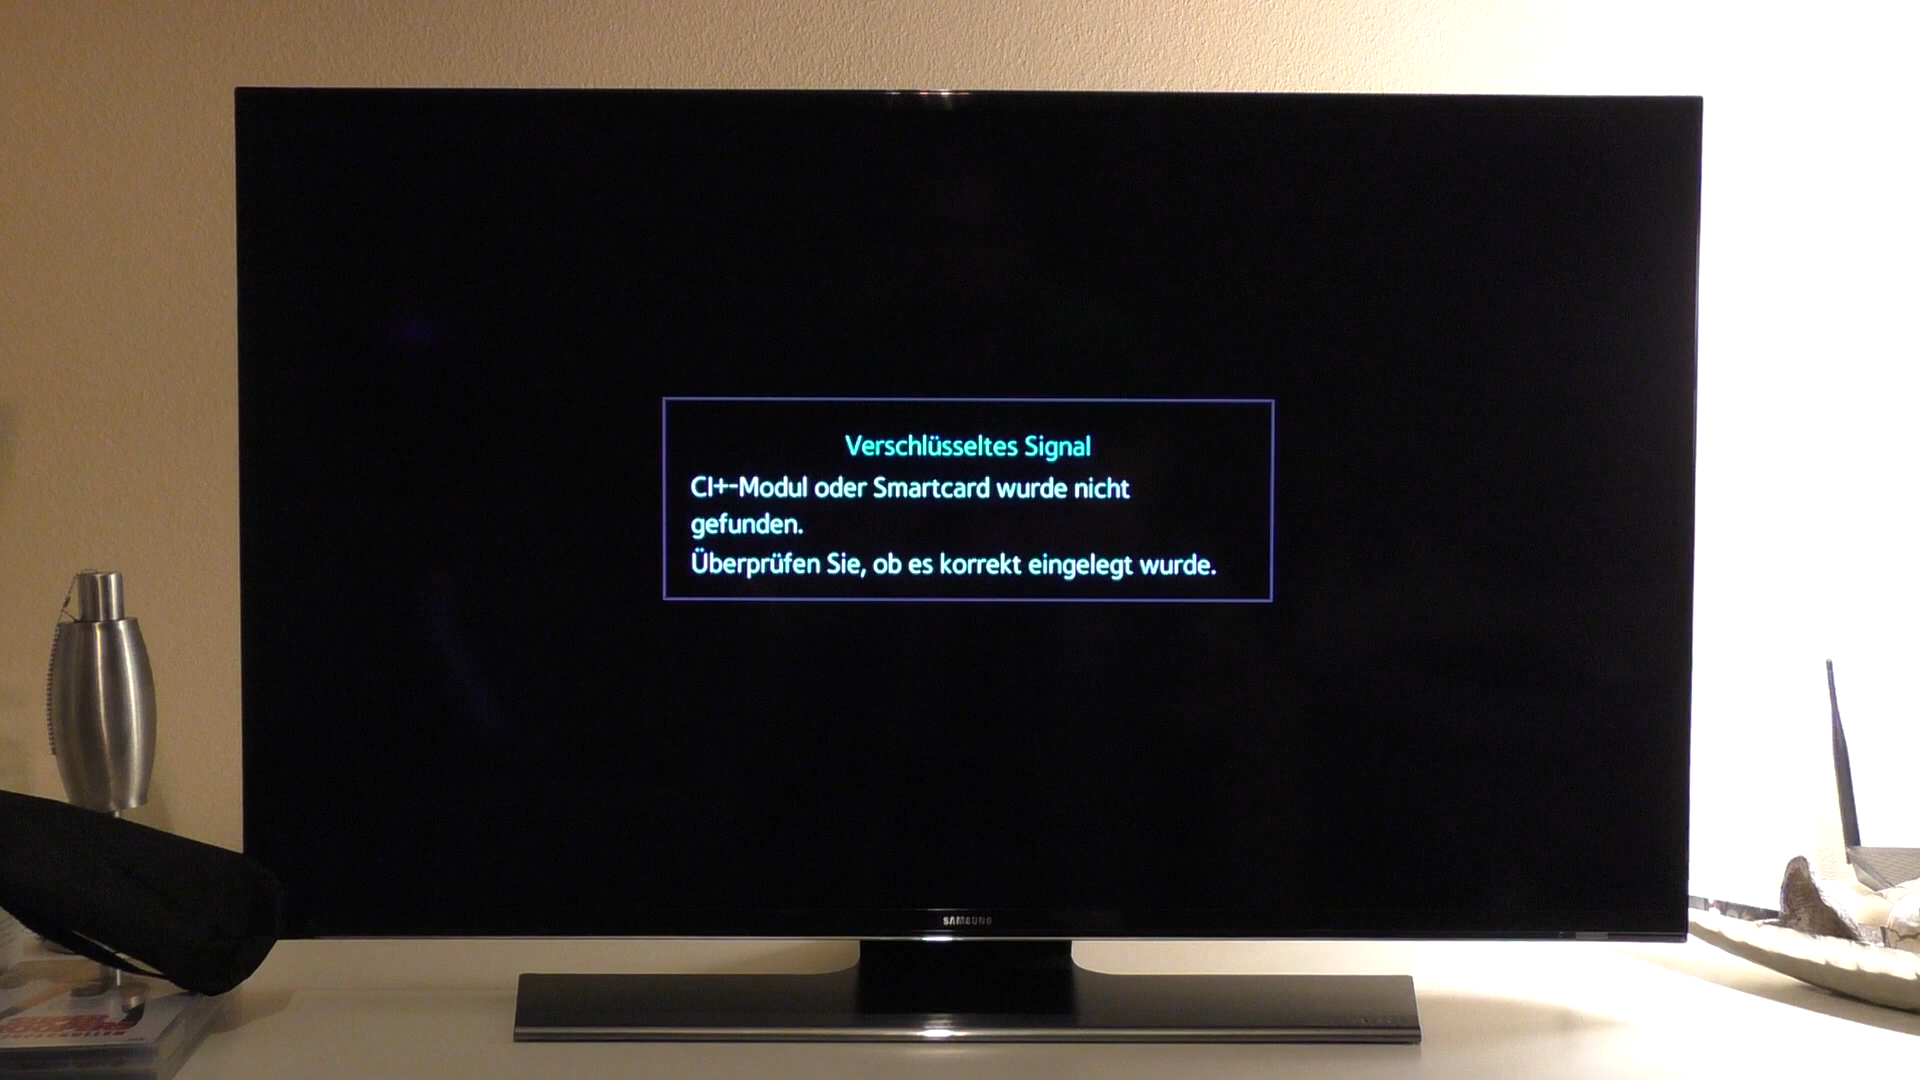 Verschlüsseltes Signal
CI+-Modul oder Smartcard wurde nicht
gefunden.
Überprüfen Sie, ob es korrekt eingelegt wurde.
SAMSUNG